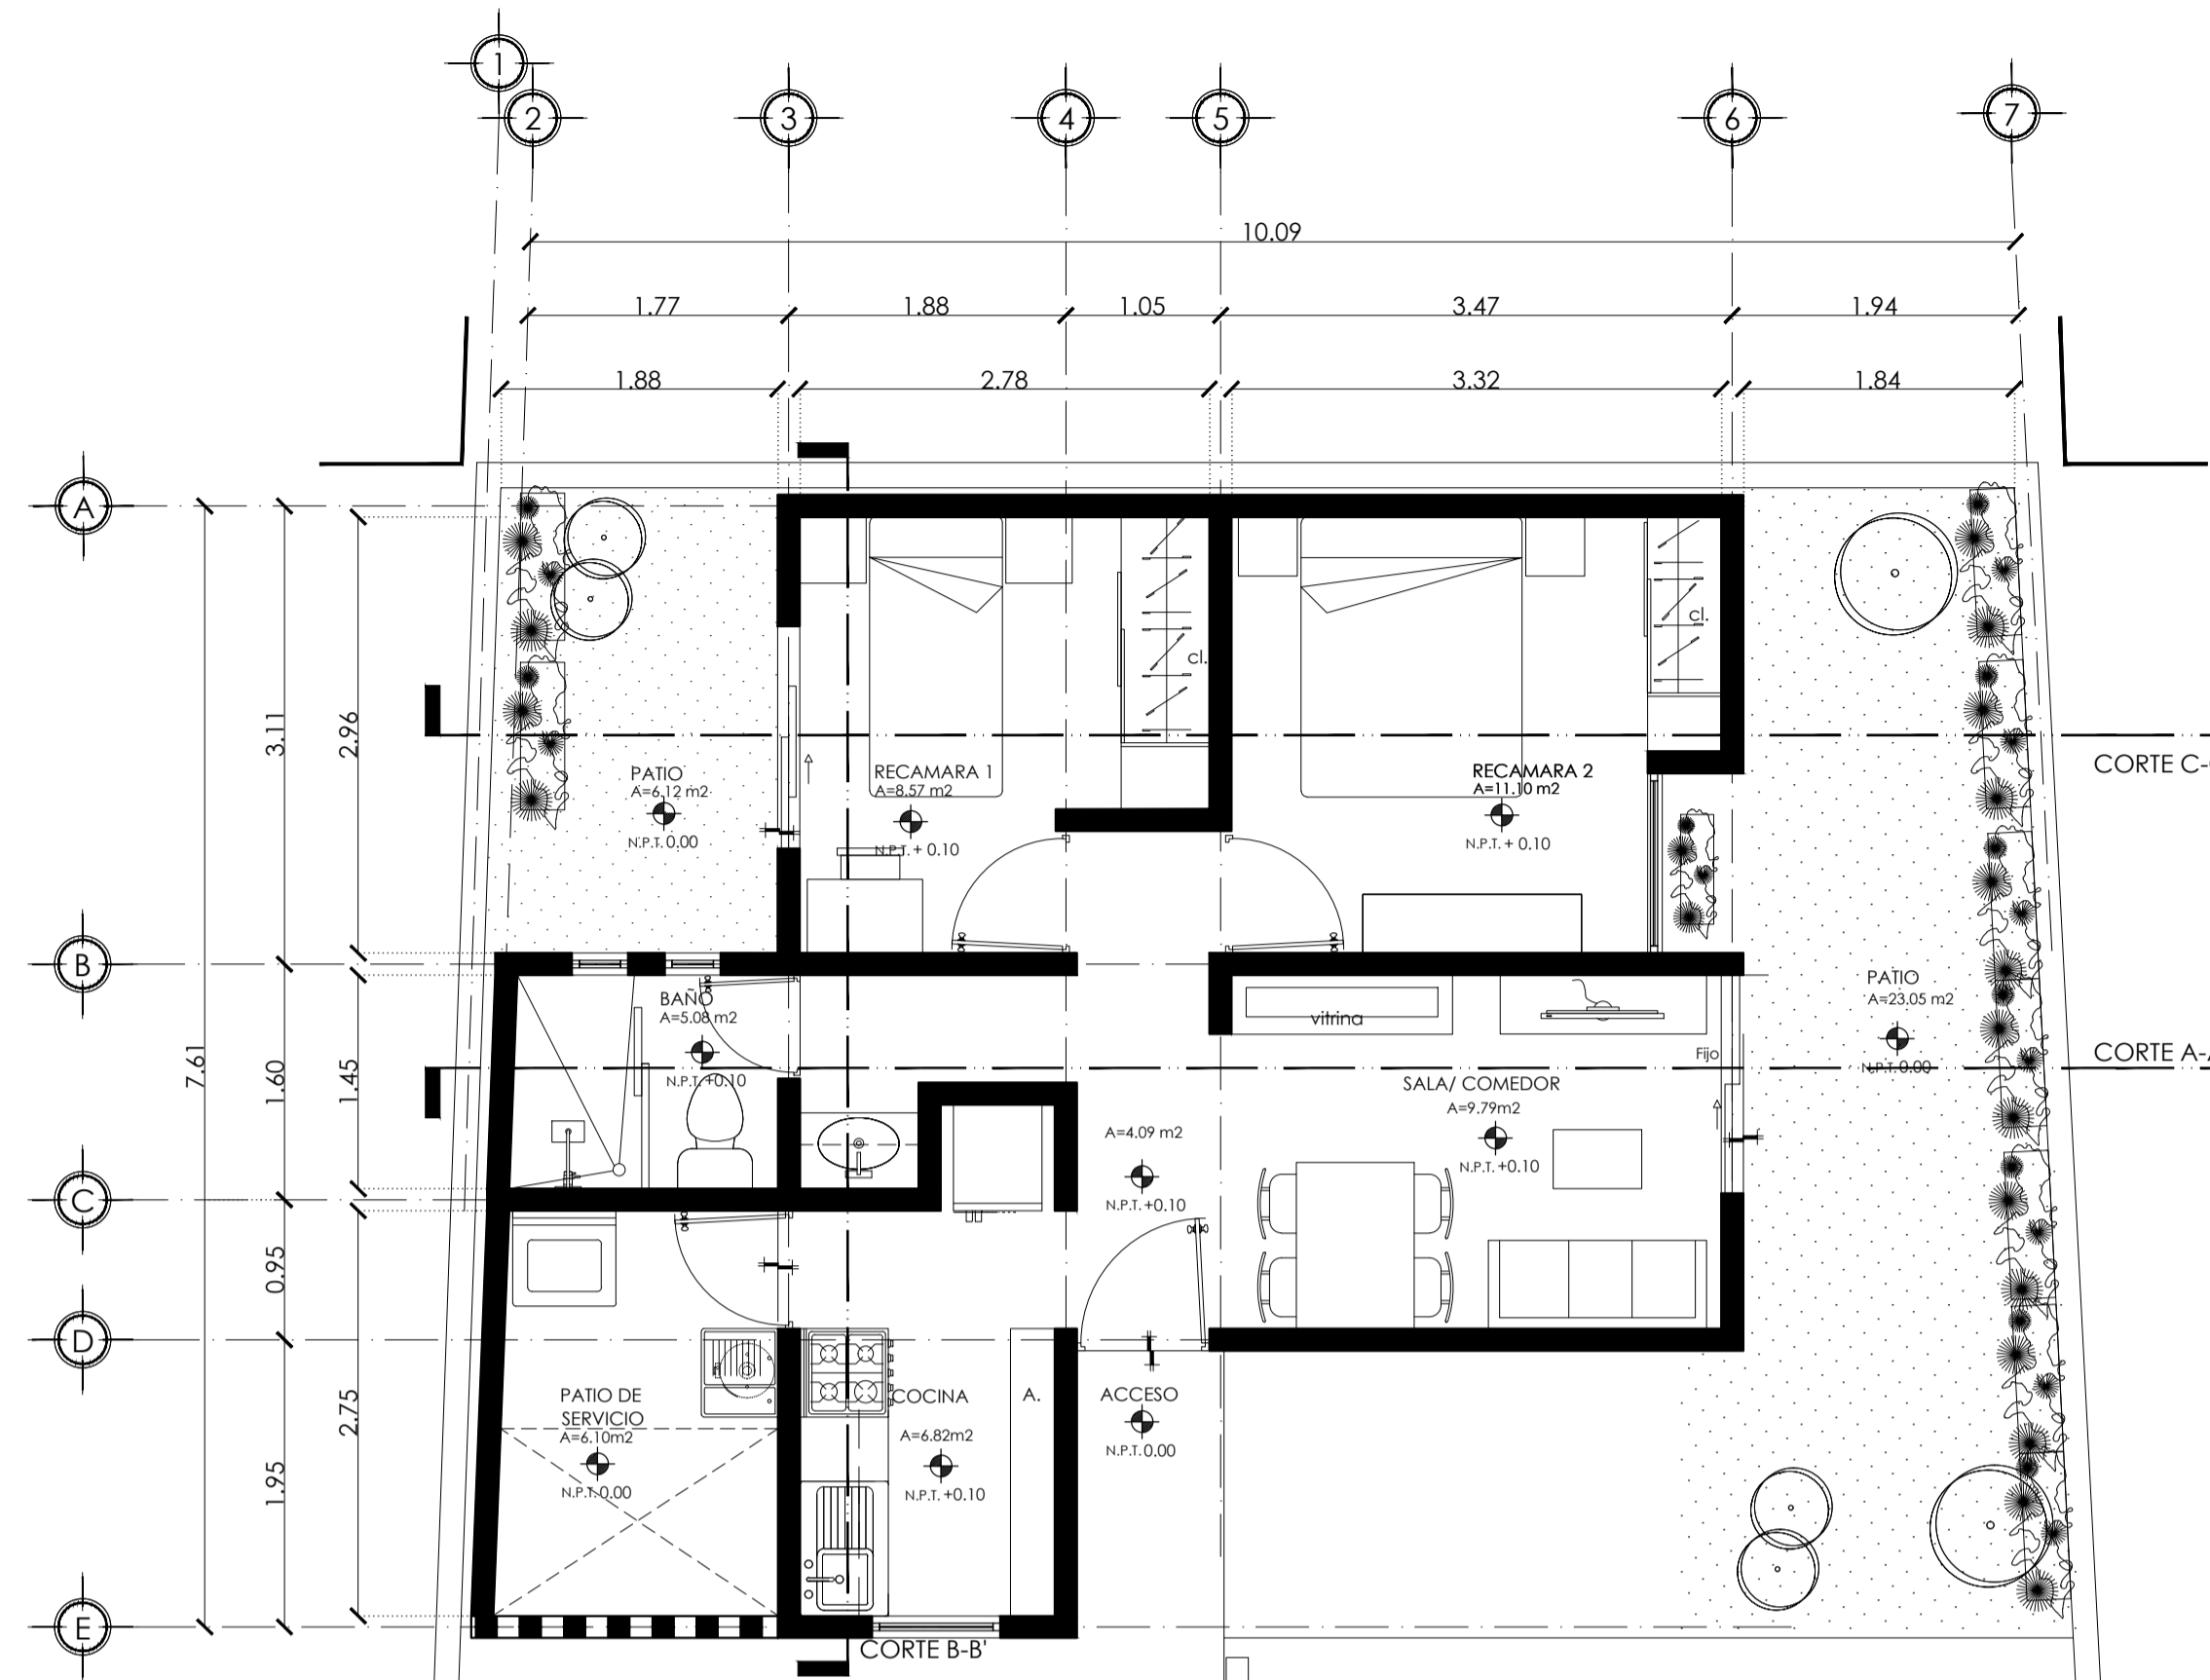 1
2
3
4
5
6
7
10.09
1.77
1.88
1.05
3.47
1.94
1.88
2.78
3.32
1.84
A
B
C
D
E
7.61
3.11
1.60
0.95
1.95
2.96
1.45
2.75
PATIO
A=6.12 m2
N.P.T. 0.00
RECAMARA 1
A=8.57 m2
N.P.T. + 0.10
cl.
RECAMARA 2
A=11.10 m2
N.P.T. + 0.10
cl.
CORTE C-
BAÑO
A=5.08 m2
N.P.T. +0.10
vitrina
Fijo
SALA/ COMEDOR
A=9.79m2
N.P.T. +0.10
A=4.09 m2
N.P.T. +0.10
PATIO
A=23.05 m2
N.P.T. 0.00
CORTE A-
PATIO DE
SERVICIO
A=6.10m2
N.P.T. 0.00
COCINA
A=6.82m2
N.P.T. +0.10
A.
ACCESO
N.P.T. 0.00
CORTE B-B'